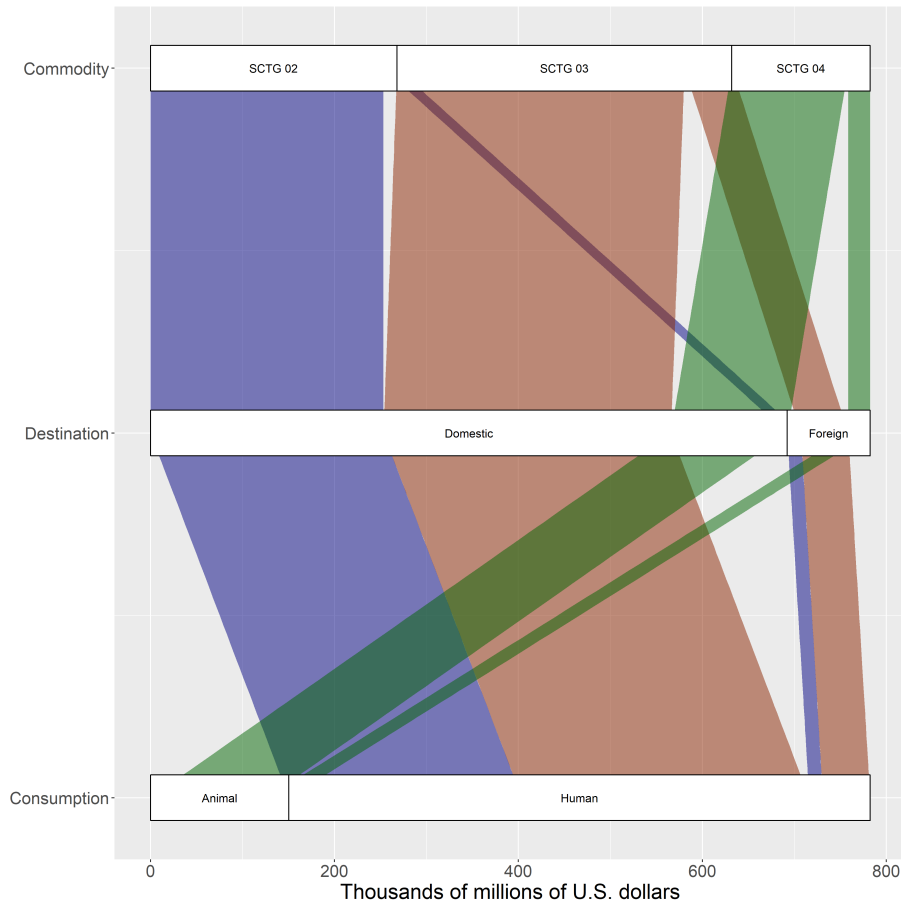 Commodity
SCTG 02
SCTG 03
SCTG 04
Destination
Domestic
Foreign
Consumption
Animal
Human
0
200
400
600
800
Thousands of millions of U.S. dollars